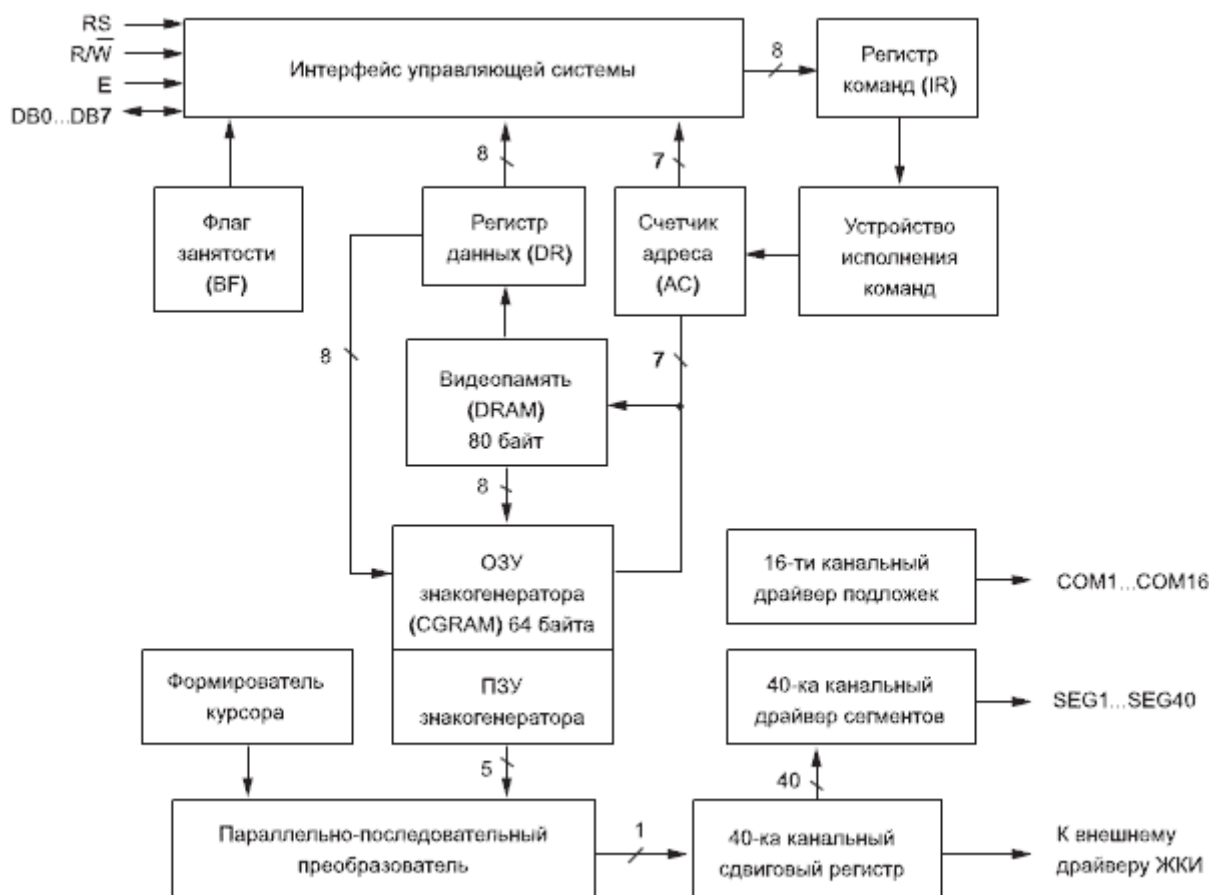 RS
R/W̅
E
DB0...DB7
Интерфейс управляющей системы
8
Регистр
команд (IR)
8
7
Флаг
занятости
(BF)
Регистр
данных (DR)
Счетчик
адреса
(AC)
Устройство
исполнения
команд
8
7
Видеопамять
(DRAM)
80 байт
8
ОЗУ
знакогенератора
(CGRAM) 64 байта
16-ти канальный
драйвер подложек
COM1...COM16
Формирователь
курсора
ПЗУ
знакогенератора
40-ка канальный
драйвер сегментов
SEG1...SEG40
5
40
Параллельно-последовательный
преобразователь
1
40-ка канальный
сдвиговый регистр
К внешнему
драйверу ЖКИ